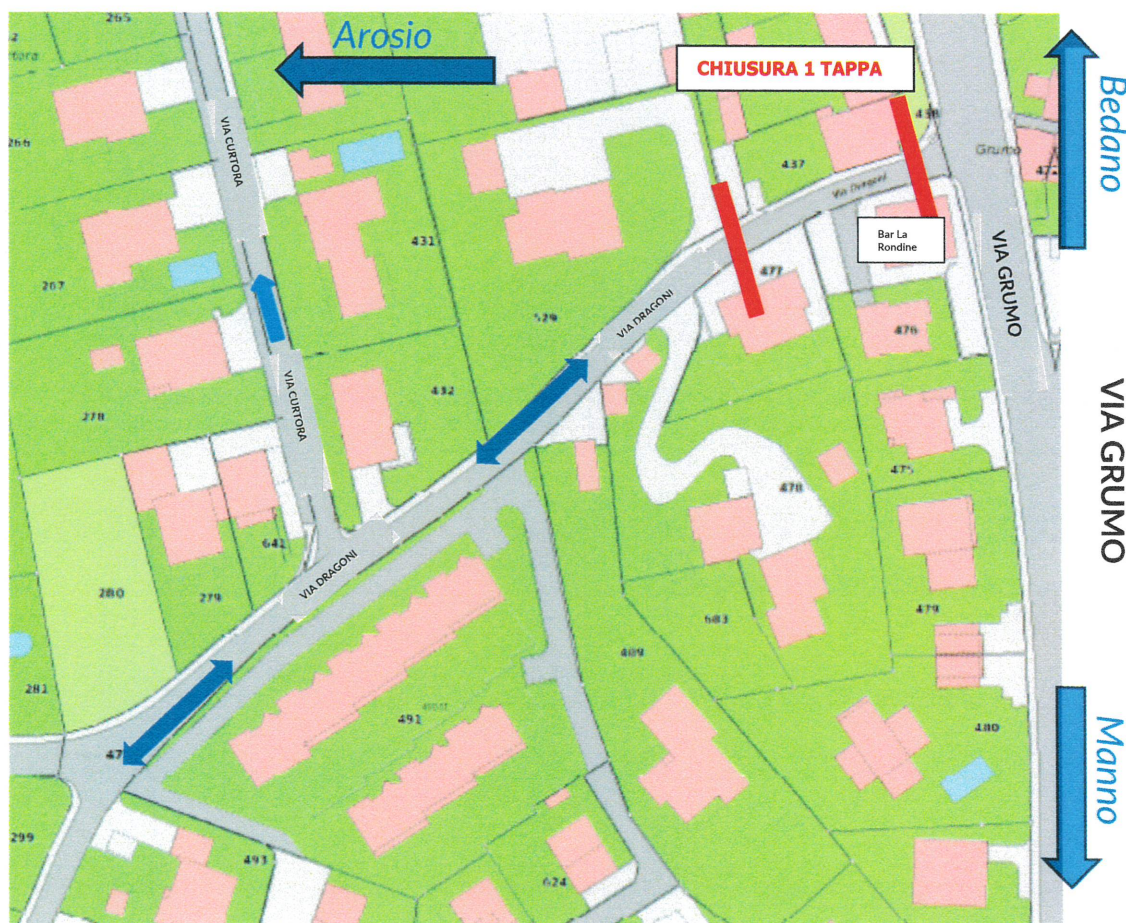 265
Arosio
CHIUSURA 1 TAPPA
Bedano
266
VIA CURTORA
437
438
Grumo
Via Dragoni
Bar La
Rondine
431
477
VIA GRUMO
267
529
VIA DRAGONI
476
VIA CURTORA
432
278
VIA GRUMO
475
478
641
VIA DRAGONI
280
279
683
479
489
281
491
480
Manno
299
493
624